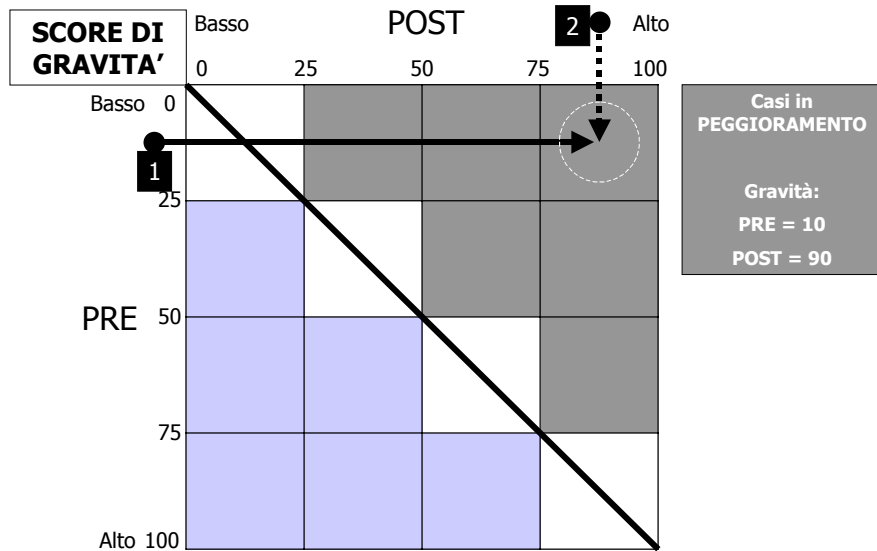 SCORE DI
GRAVITA’
Basso
POST
2
Alto
0 25 50 75 100
Basso 0
1
25
PRE 50
75
Alto 100
Casi in
PEGGIORAMENTO
Gravità:
PRE = 10
POST = 90